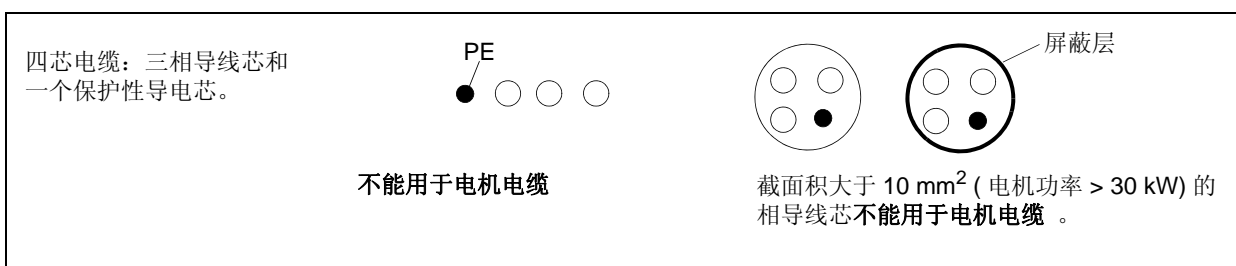 四芯电缆：三相导线芯和
一个保护性导电芯。
PE
不能用于电机电缆
屏蔽层
截面积大于 10 mm² ( 电机功率 > 30 kW) 的
相导线芯不能用于电机电缆 。